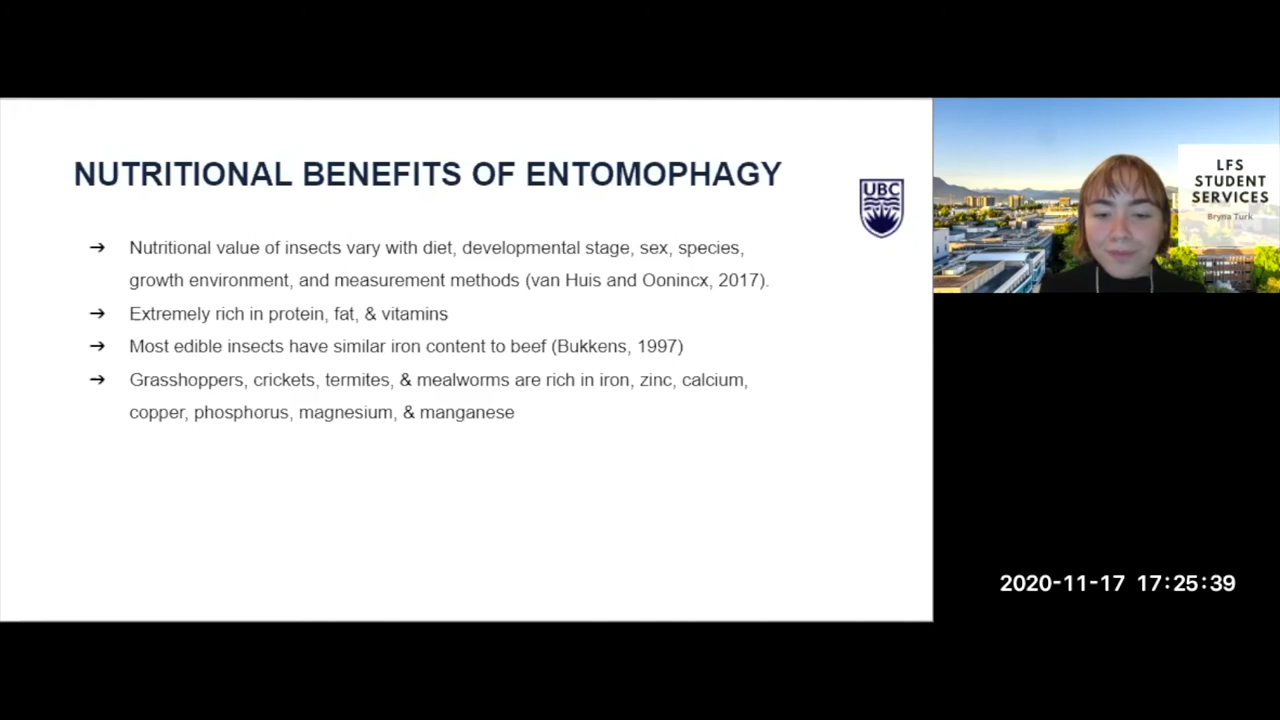 NUTRITIONAL BENEFITS OF ENTOMOPHAGY
UBC
➔ Nutritional value of insects vary with diet, developmental stage, sex, species,
growth environment, and measurement methods (van Huis and Oonincx, 2017).
➔ Extremely rich in protein, fat, & vitamins
➔ Most edible insects have similar iron content to beef (Bukkens, 1997)
➔ Grasshoppers, crickets, termites, & mealworms are rich in iron, zinc, calcium,
copper, phosphorus, magnesium, & manganese
LFS
STUDENT
SERVICES
Bryna Turk
2020-11-17 17:25:39